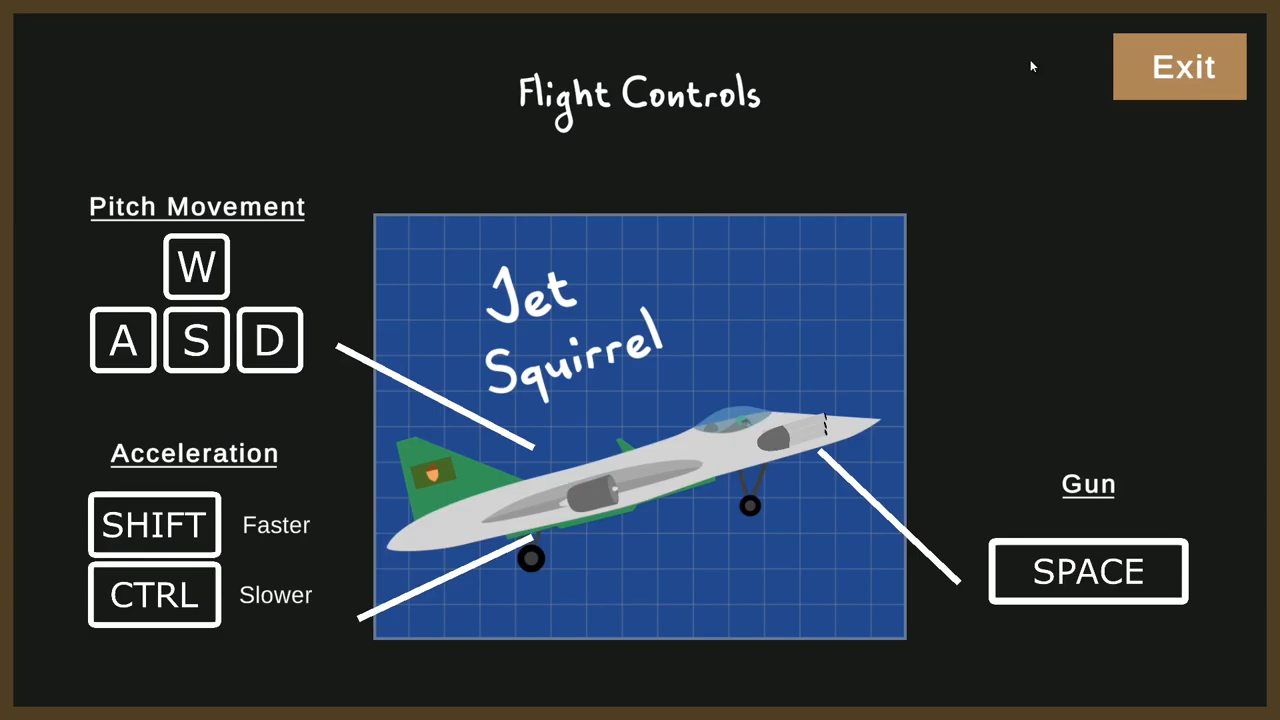 Flight Controls
Exit
Pitch Movement
W
A S D
Jet
Squirrel
Acceleration
SHIFT Faster
CTRL Slower
Gun
SPACE